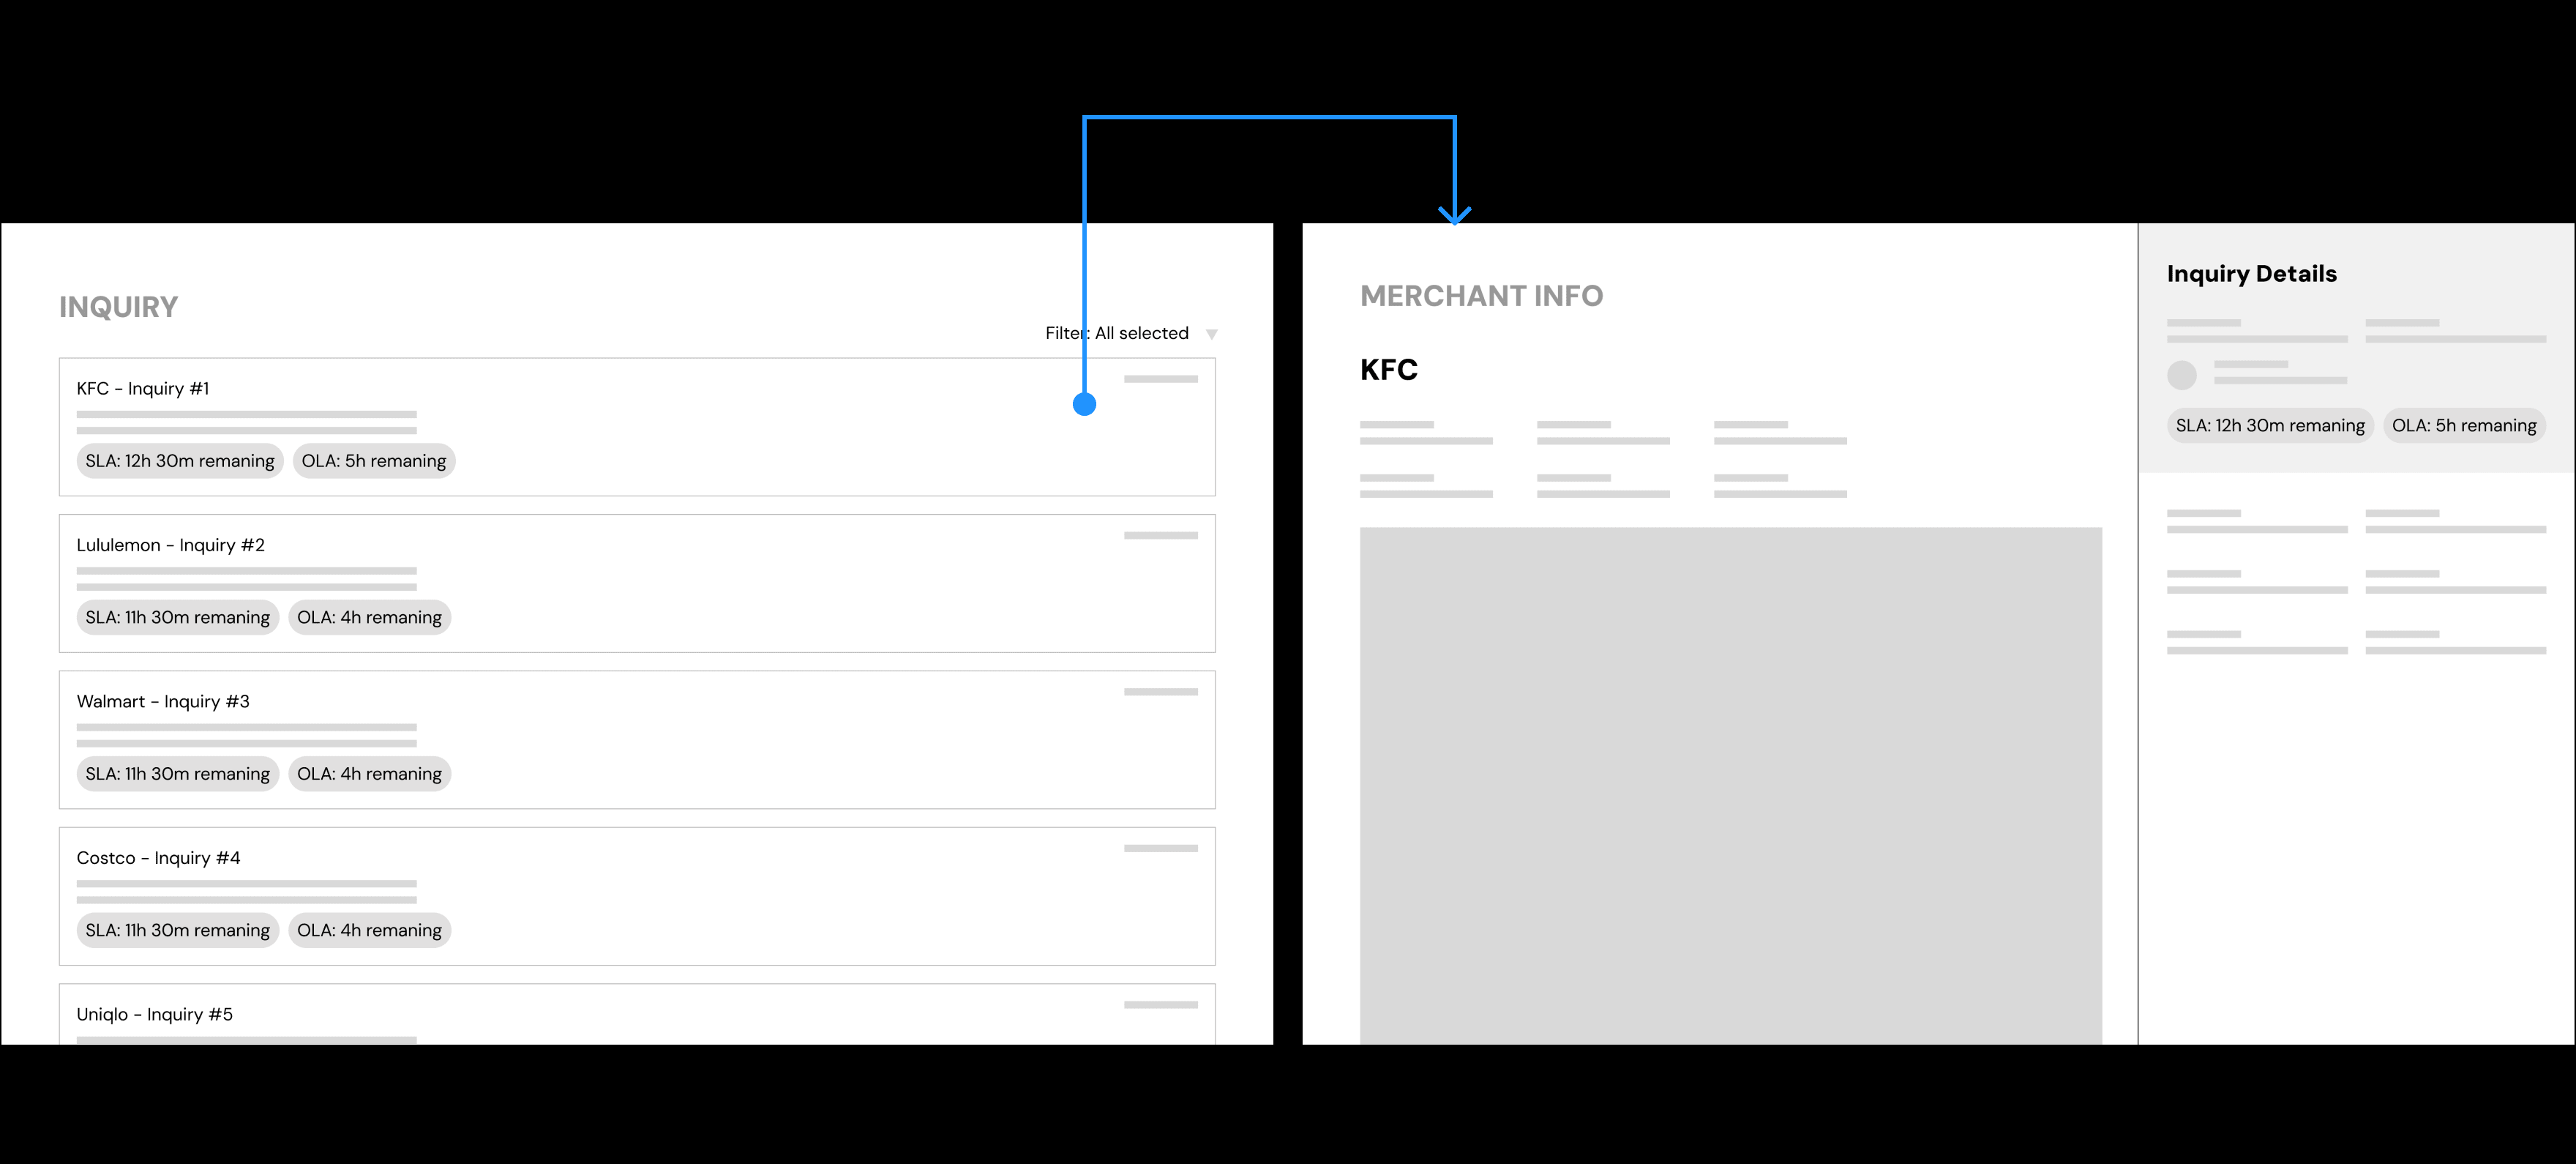 INQUIRY
Filter: All selected
KFC - Inquiry #1
SLA: 12h 30m remaning
OLA: 5h remaning
Lululemon - Inquiry #2
SLA: 11h 30m remaning
OLA: 4h remaning
Walmart - Inquiry #3
SLA: 11h 30m remaning
OLA: 4h remaning
Costco - Inquiry #4
SLA: 11h 30m remaning
OLA: 4h remaning
Uniqlo - Inquiry #5
MERCHANT INFO
KFC
Inquiry Details
SLA: 12h 30m remaning
OLA: 5h remaning